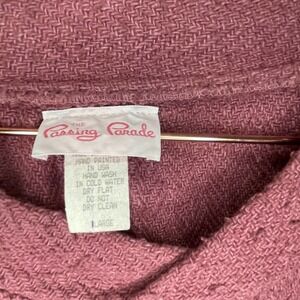 THE
Passing Parade
HAND PAINTED
IN USA
HAND WASH
IN COLD WATER
DRY FLAT
DO NOT
DRY CLEAN
LARGE